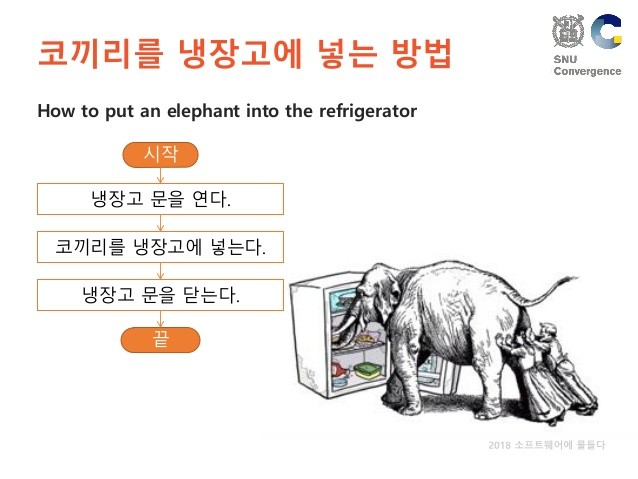 코끼리를 냉장고에 넣는 방법
SNU
Convergence
How to put an elephant into the refrigerator
시작
냉장고 문을 연다.
코끼리를 냉장고에 넣는다.
냉장고 문을 닫는다.
끝
2018 소프트웨어에 물들다